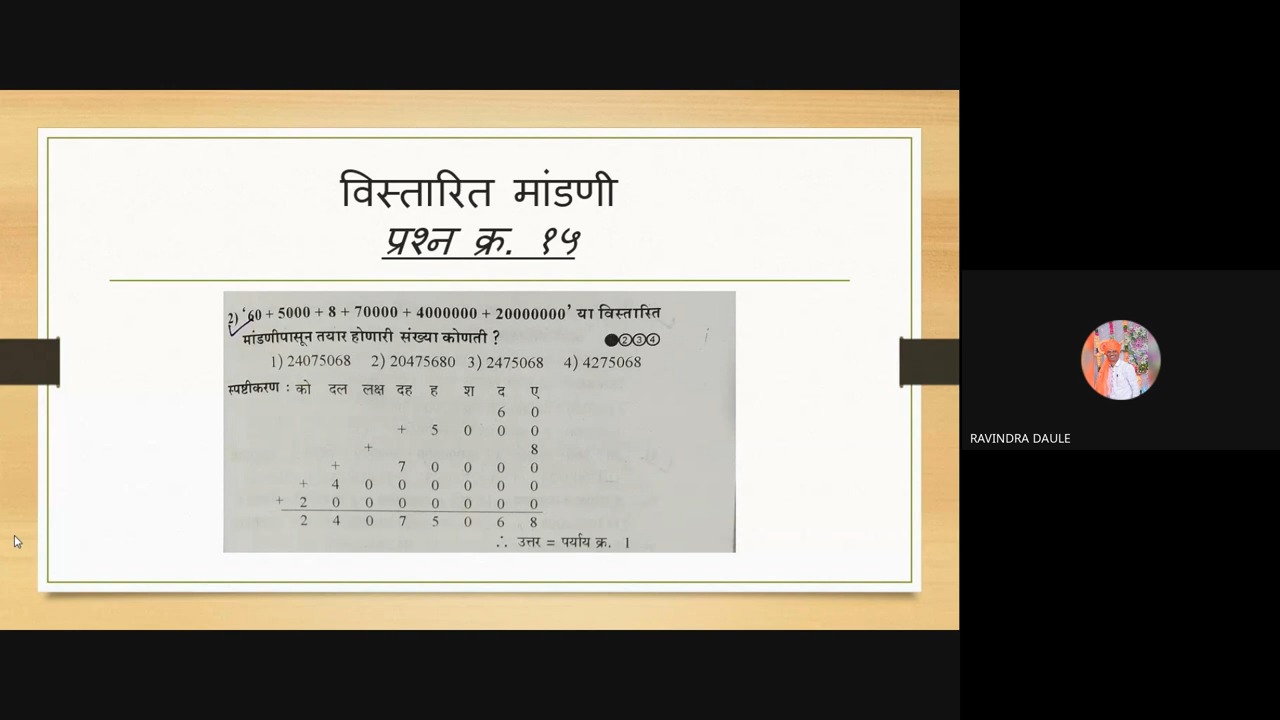 विस्तारित मांडणी
प्रश्न क्र. १५
2) ‘60 + 5000 + 8 + 70000 + 4000000 + 20000000’ या विस्तारित
मांडणीपासून तयार होणारी संख्या कोणती ? ②③④
1) 24075068 2) 20475680 3) 2475068 4) 4275068
स्पष्टीकरण : को दल लक्ष दह ह श द ए
6 0
+ 5 0 0 0
+ 8
+ 7 0 0 0 0
+ 4 0 0 0 0 0 0
+ 2 0 0 0 0 0 0 0
2 4 0 7 5 0 6 8
∴ उत्तर = पर्याय क्र. 1
RAVINDRA DAULE